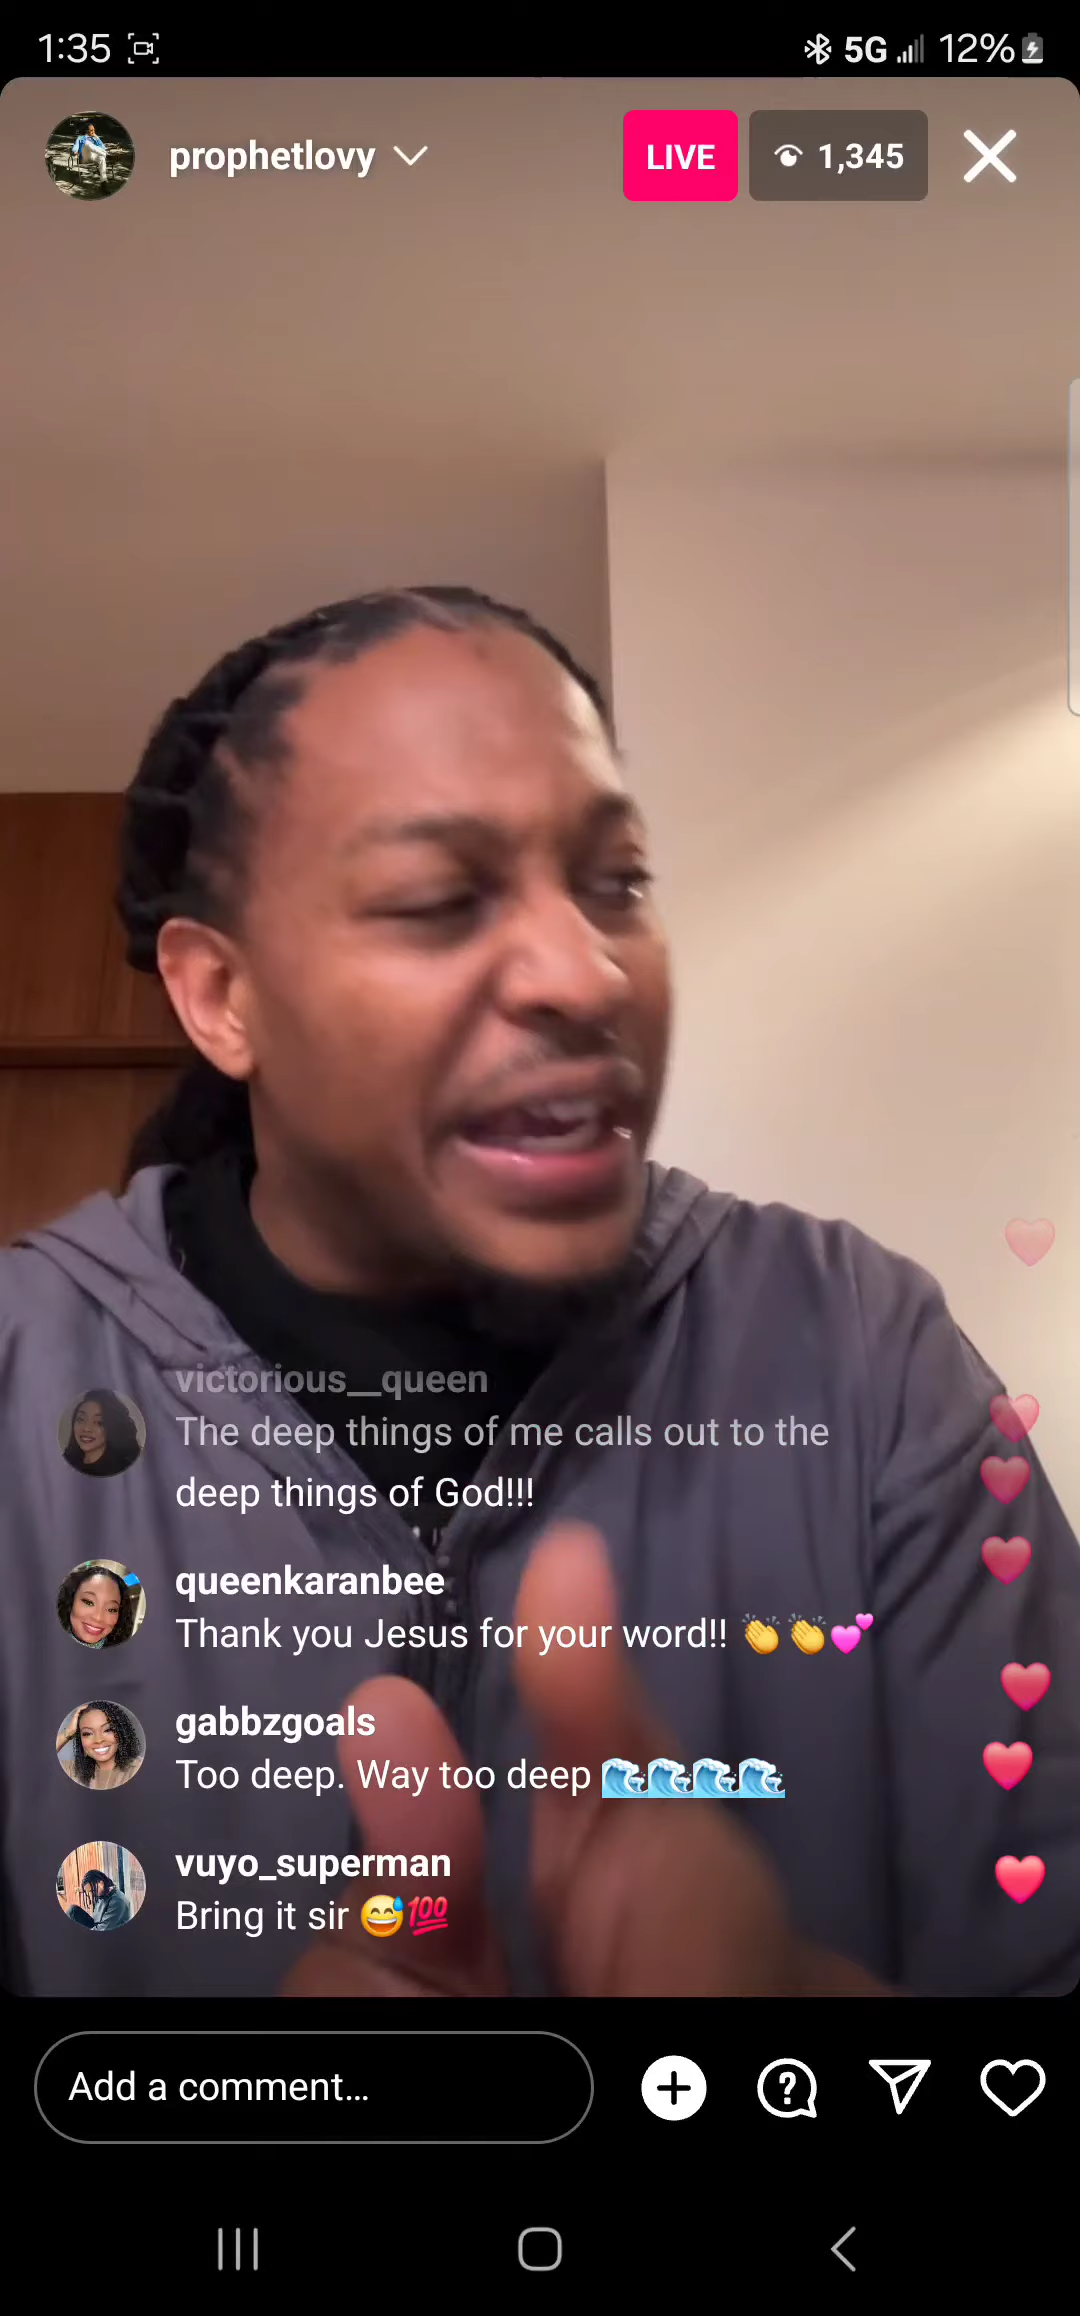 1:35 5G 12%
prophetlovy LIVE 1,345
victorious__queen
The deep things of me calls out to the
deep things of God!!!
queenkaranbee
Thank you Jesus for your word!! 👏👏💕
gabbzgoals
Too deep. Way too deep 🌊🌊🌊🌊
vuyo_superman
Bring it sir 😅💯
Add a comment...